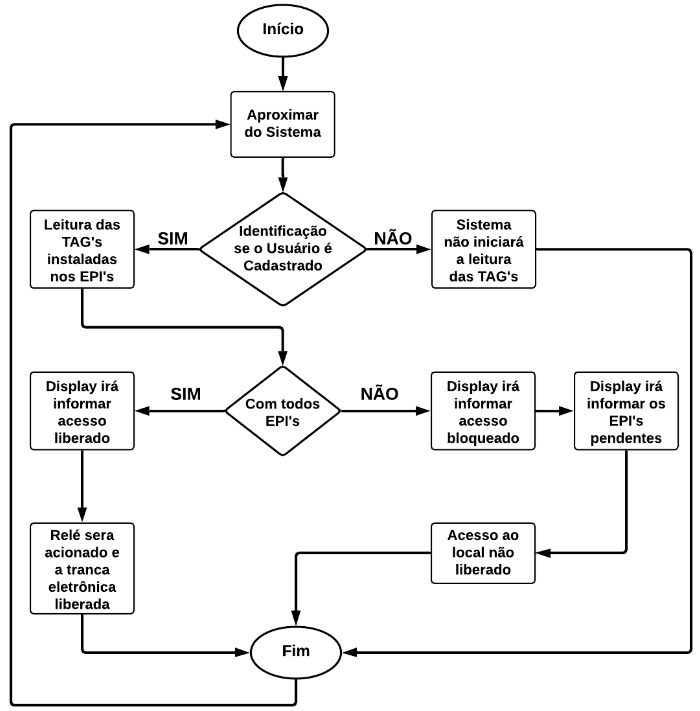 Início
Aproximar
do Sistema
Identificação
se o Usuário é
Cadastrado
SIM
NÃO
Leitura das
TAG's
instaladas
nos EPI's
Sistema
não iniciará
a leitura
das TAG's
Com todos
EPI's
SIM
NÃO
Display irá
informar
acesso
liberado
Display irá
informar
acesso
bloqueado
Display irá
informar os
EPI's
pendentes
Relé sera
acionado e
a tranca
eletrônica
liberada
Acesso ao
local não
liberado
Fim